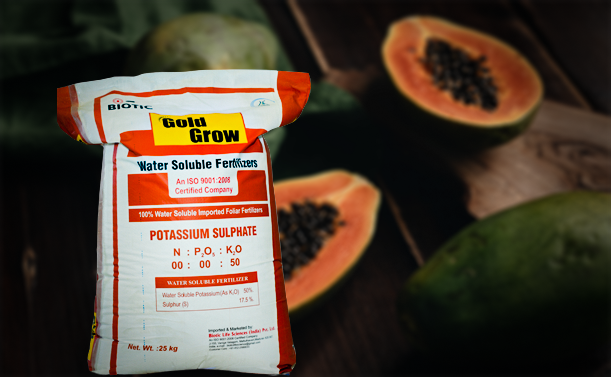 BIOTIC
Gold
Grow
Water Soluble Fertilizers
An ISO 9001:2008
Certified Company
100% Water Soluble Imported Foliar Fertilizers
POTASSIUM SULPHATE
N : P₂O₅ : K₂O
00 : 00 : 50
WATER SOLUBLE FERTILIZER
Water Soluble Potassium(As K₂O) 50%
Sulphur (S) 17.5 %
Imported & Marketed by
Biotic Life Sciences (India) Pvt. Ltd.
Net. Wt. :25 kg